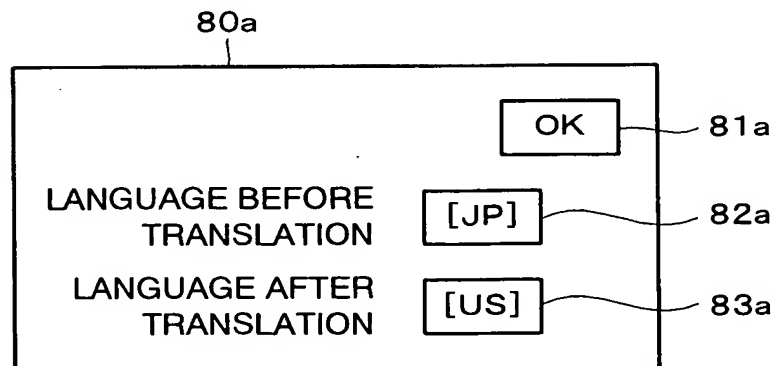 80a
OK
81a
LANGUAGE BEFORE
TRANSLATION
[JP]
82a
LANGUAGE AFTER
TRANSLATION
[US]
83a